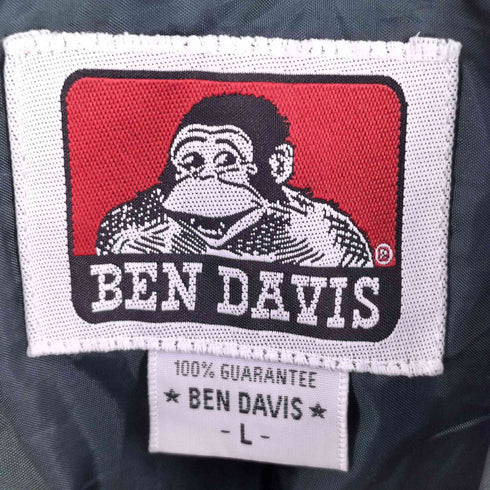 BEN DAVIS®
100% GUARANTEE
★ BEN DAVIS ★
- L -